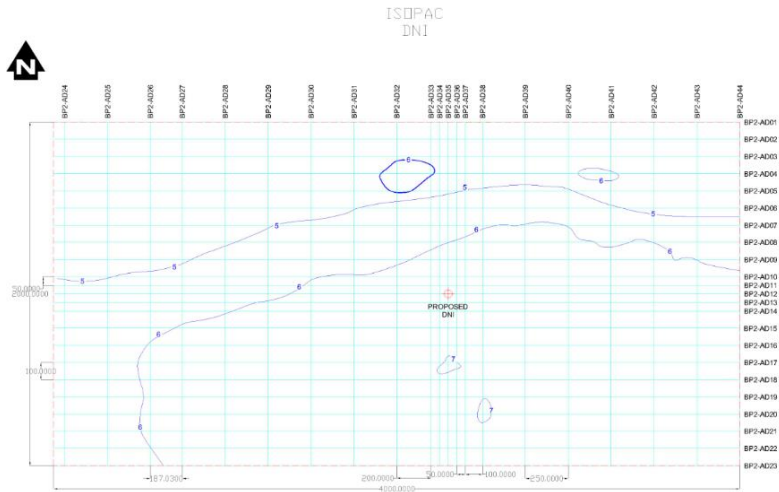 ISOPAC
DNI
N
BP2-AD24
BP2-AD25
BP2-AD26
BP2-AD27
BP2-AD28
BP2-AD29
BP2-AD30
BP2-AD31
BP2-AD32
BP2-AD33
BP2-AD34
BP2-AD35
BP2-AD36
BP2-AD37
BP2-AD38
BP2-AD39
BP2-AD40
BP2-AD41
BP2-AD42
BP2-AD43
BP2-AD44
BP2-AD01
BP2-AD02
BP2-AD03
6
BP2-AD04
6
BP2-AD05
5
BP2-AD06
5
BP2-AD07
5
6
BP2-AD08
6
BP2-AD09
5
BP2-AD10
5
BP2-AD11
6
50.0000
2000.0000
BP2-AD12
BP2-AD13
PROPOSED
DNI
BP2-AD14
BP2-AD15
6
BP2-AD16
BP2-AD17
7
100.0000
BP2-AD18
BP2-AD19
BP2-AD20
7
BP2-AD21
6
BP2-AD22
BP2-AD23
187.0300
200.0000
50.0000
100.0000
250.0000
4000.0000